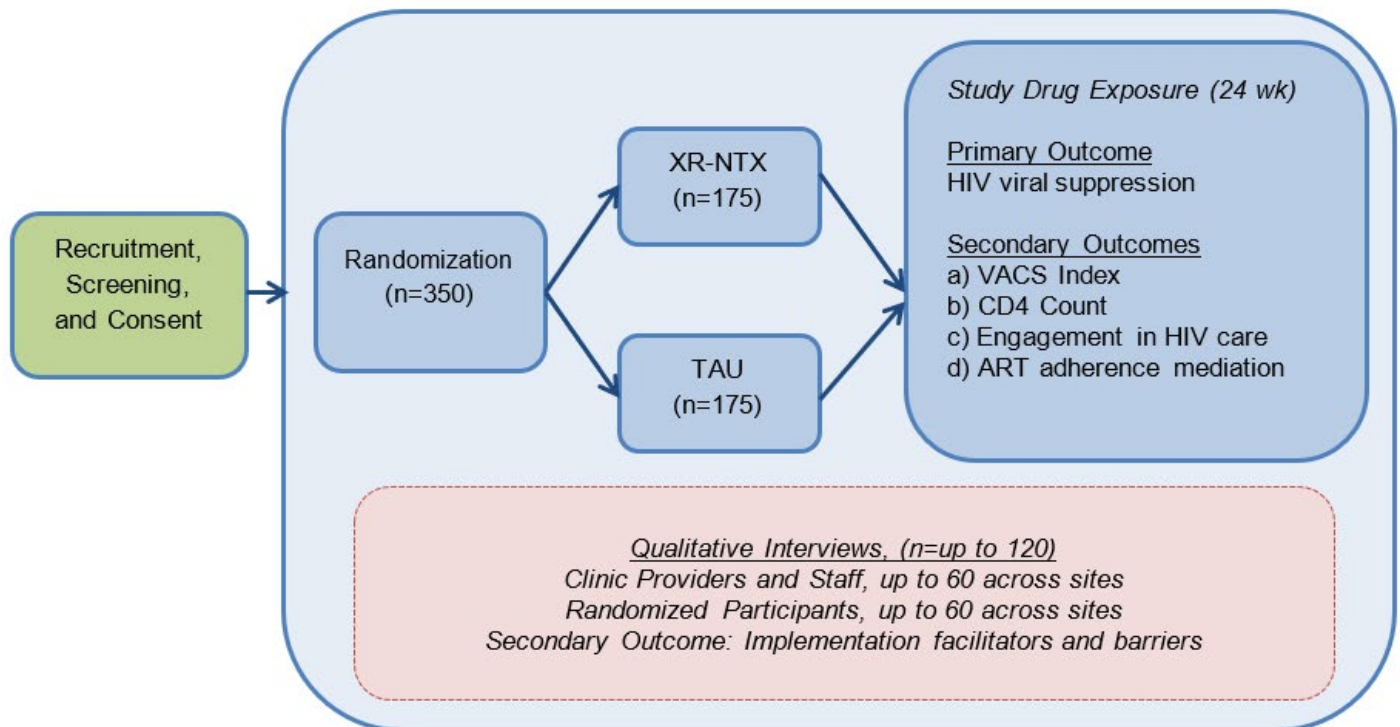 Recruitment,
Screening,
and Consent
Randomization
(n=350)
XR-NTX
(n=175)
TAU
(n=175)
Study Drug Exposure (24 wk)
Primary Outcome
HIV viral suppression
Secondary Outcomes
a) VACS Index
b) CD4 Count
c) Engagement in HIV care
d) ART adherence mediation
Qualitative Interviews, (n=up to 120)
Clinic Providers and Staff, up to 60 across sites
Randomized Participants, up to 60 across sites
Secondary Outcome: Implementation facilitators and barriers